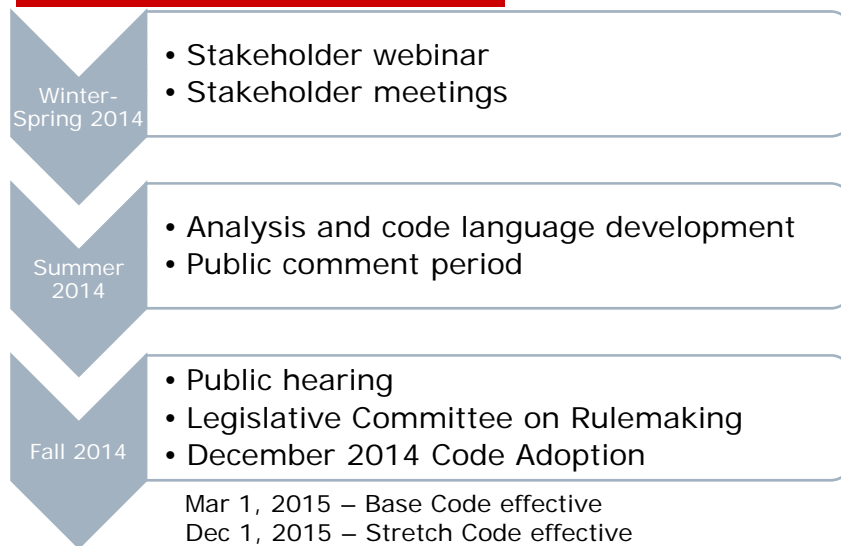 Winter-
Spring 2014
• Stakeholder webinar
• Stakeholder meetings
Summer
2014
• Analysis and code language development
• Public comment period
Fall 2014
• Public hearing
• Legislative Committee on Rulemaking
• December 2014 Code Adoption
Mar 1, 2015 – Base Code effective
Dec 1, 2015 – Stretch Code effective